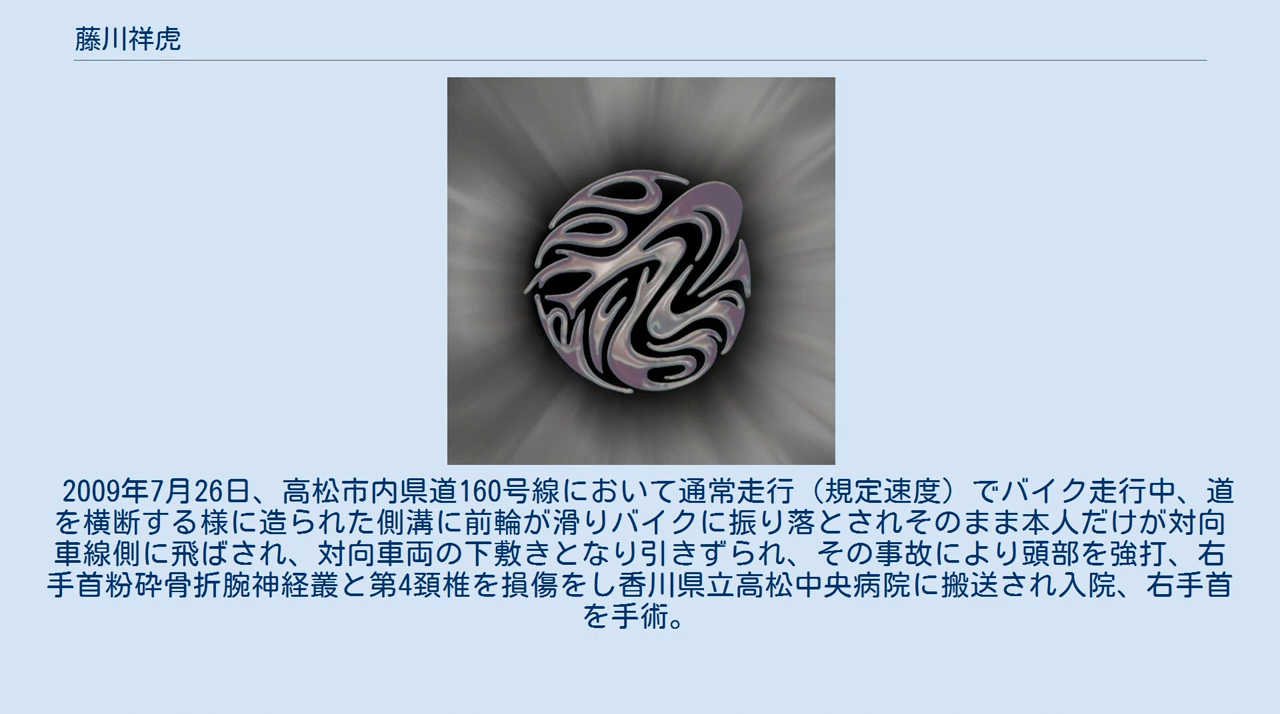 藤川祥虎
2009年7月26日、高松市内県道160号線において通常走行（規定速度）でバイク走行中、道
を横断する様に造られた側溝に前輪が滑りバイクに振り落とされそのまま本人だけが対向
車線側に飛ばされ、対向車両の下敷きとなり引きずられ、その事故により頭部を強打、右
手首粉砕骨折腕神経叢と第4頚椎を損傷をし香川県立高松中央病院に搬送され入院、右手首
を手術。